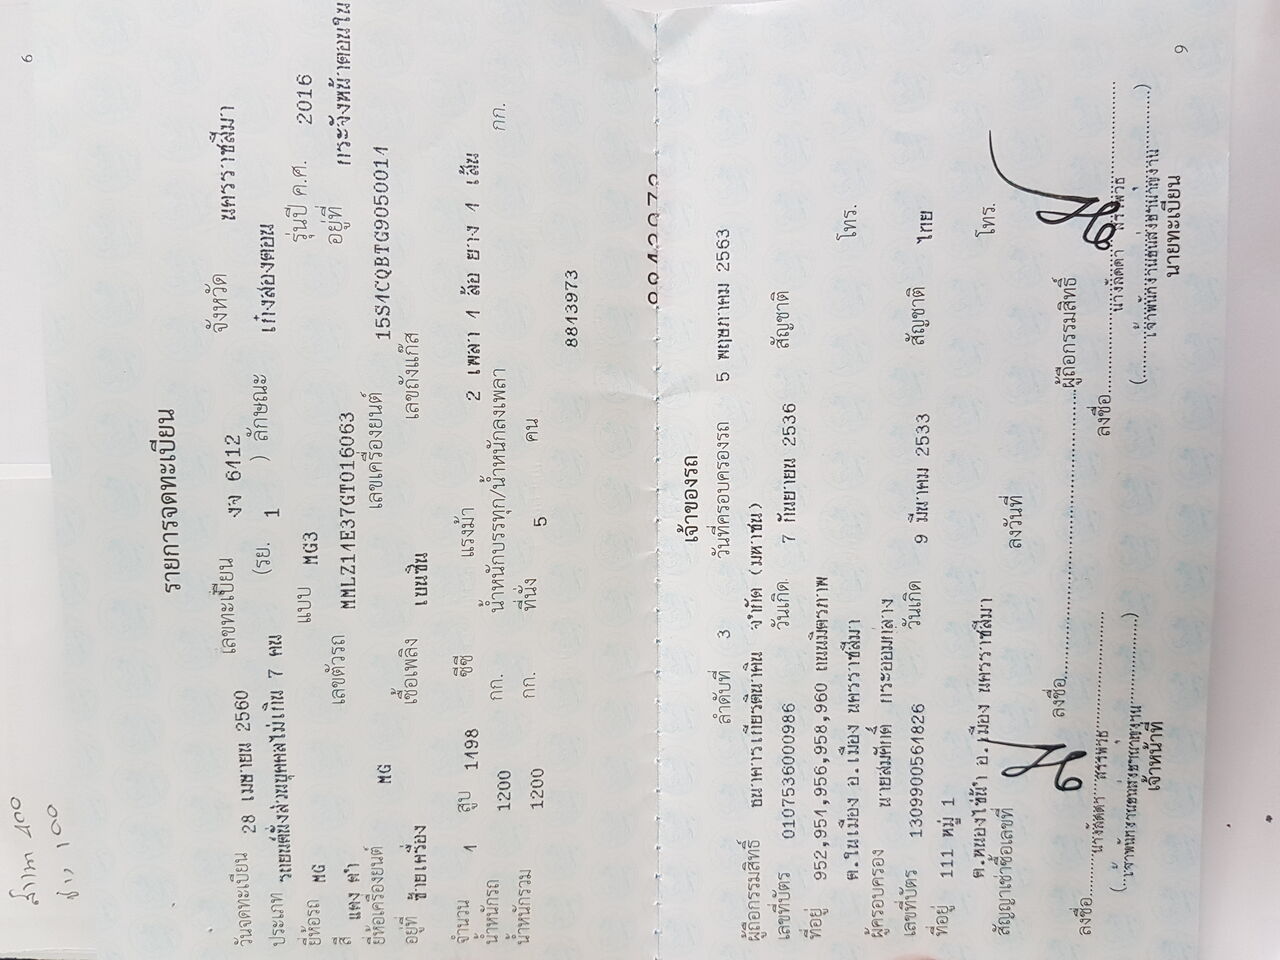 6
รายการจดทะเบียน
วันจดทะเบียน 28 เมษายน 2560 เลขทะเบียน งจ 6112 จังหวัด นครราชสีมา
ประเภท รถยนต์นั่งส่วนบุคคลไม่เกิน 7 คน (รย. 1 ) ลักษณะ เก๋งสองตอน
ยี่ห้อรถ MG แบบ MG3 รุ่นปี ค.ศ. 2016
สี แดง ดำ เลขตัวรถ MMLZ14E37GT016063 อยู่ที่ กระจังหน้าตอนใน
ยี่ห้อเครื่องยนต์ MG เลขเครื่องยนต์ 15S4CQBTG9050014
อยู่ที่ ซ้ายเครื่อง เชื้อเพลิง เบนซิน เลขถังแก๊ส
จำนวน 4 สูบ 1498 ซีซี แรงม้า 2 เพลา 4 ล้อ ยาง 4 เส้น
น้ำหนักรถ 1200 กก. น้ำหนักบรรทุก/น้ำหนักลงเพลา กก.
น้ำหนักรวม 1200 กก. ที่นั่ง 5 คน
8813973
เจ้าของรถ
ลำดับที่ 3 วันที่ครอบครองรถ 5 พฤษภาคม 2563
ผู้ถือกรรมสิทธิ์ ธนาคารเกียรตินาคิน จำกัด (มหาชน)
เลขที่บัตร 0107536000986 วันเกิด 7 กันยายน 2536 สัญชาติ
ที่อยู่ 952,954,956,958,960 ถนนมิตรภาพ
ต.ในเมือง อ.เมือง นครราชสีมา โทร.
ผู้ครอบครอง นายสมศักดิ์ กระออมกลาง
เลขที่บัตร 1309900561826 วันเกิด 9 มีนาคม 2533 สัญชาติ ไทย
ที่อยู่ 111 หมู่ 1
ต.หนองไข่น้ำ อ.เมือง นครราชสีมา โทร.
สัญญาเช่าซื้อเลขที่ ลงวันที่
ลงชื่อ ผู้ถือกรรมสิทธิ์
ลงชื่อ ลงชื่อ
เจ้าหน้าที่ นายทะเบียน
9